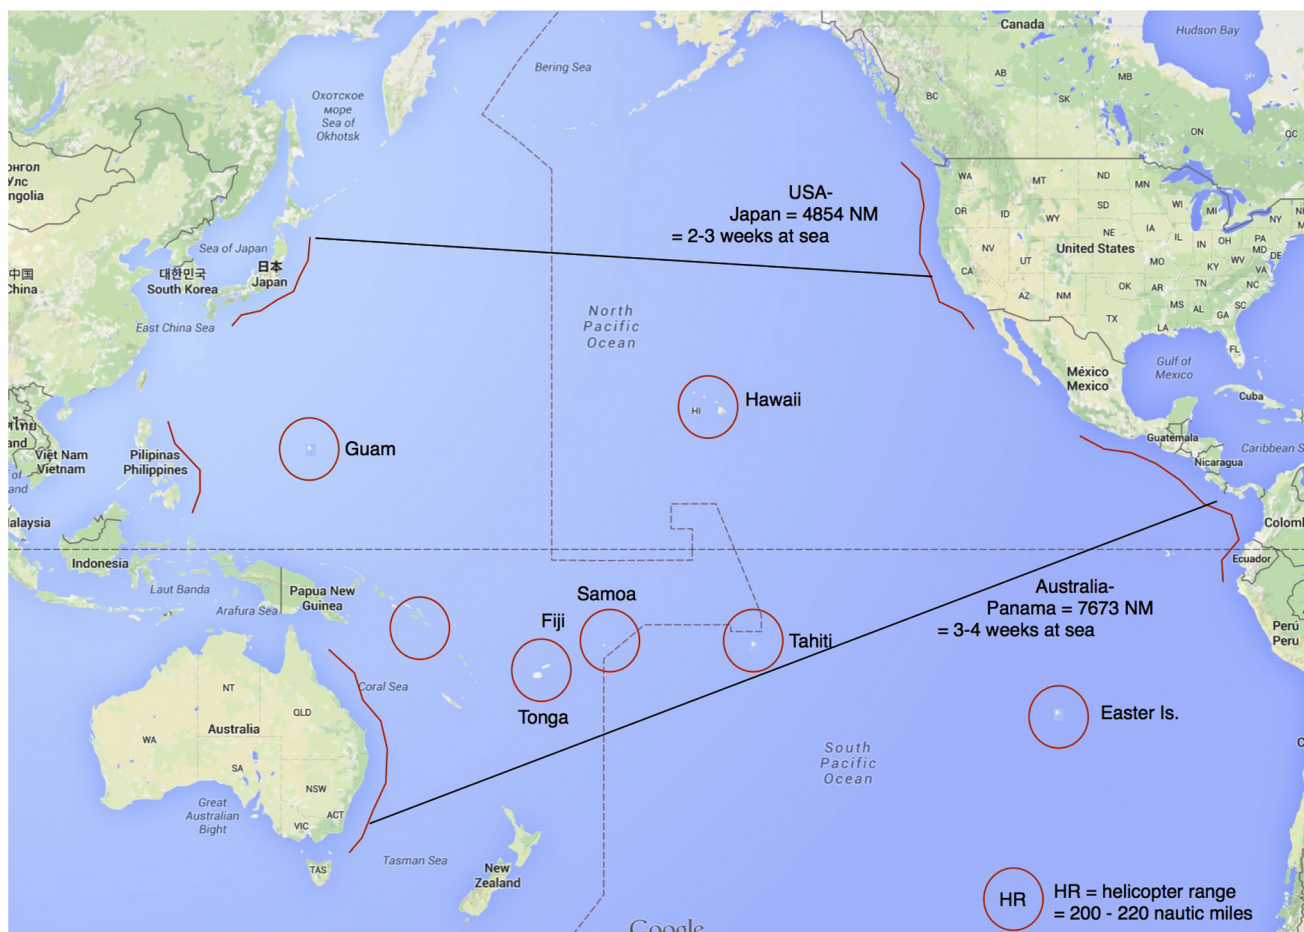 Canada
Hudson Bay
Bering Sea
Охотское
море
Sea of
Okhotsk
AB
MB
BC
SK
ON
QC
онгол
Улс
ngolia
USA-
Japan = 4854 NM
= 2-3 weeks at sea
WA
MT
ND
MN
OR
ID
SD
WI
MI
WY
NY
NE
IA
IL
IN
OH
PA
MD
DE
NV
UT
United States
CA
MO
KY
WV
VA
OK
AR
TN
NC
AZ
NM
MS
AL
SC
GA
TX
LA
FL
Sea of Japan
日本
Japan
대한민국
South Korea
中国
China
East China Sea
North
Pacific
Ocean
Gulf of
Mexico
México
Mexico
Cuba
HI
Hawaii
Guatemala
Caribbean S
Nicaragua
Guam
Việt Nam
Vietnam
Pilipinas
Philippines
alaysia
Colom
Indonesia
Ecuador
Laut Banda
Arafura Sea
Papua New
Guinea
Samoa
Fiji
Tahiti
Tonga
Australia-
Panama = 7673 NM
= 3-4 weeks at sea
Perú
Peru
Coral Sea
NT
QLD
Australia
WA
SA
NSW
ACT
VIC
TAS
Great
Australian
Bight
Easter Is.
South
Pacific
Ocean
Tasman Sea
New
Zealand
HR
HR = helicopter range
= 200 - 220 nautic miles
Google